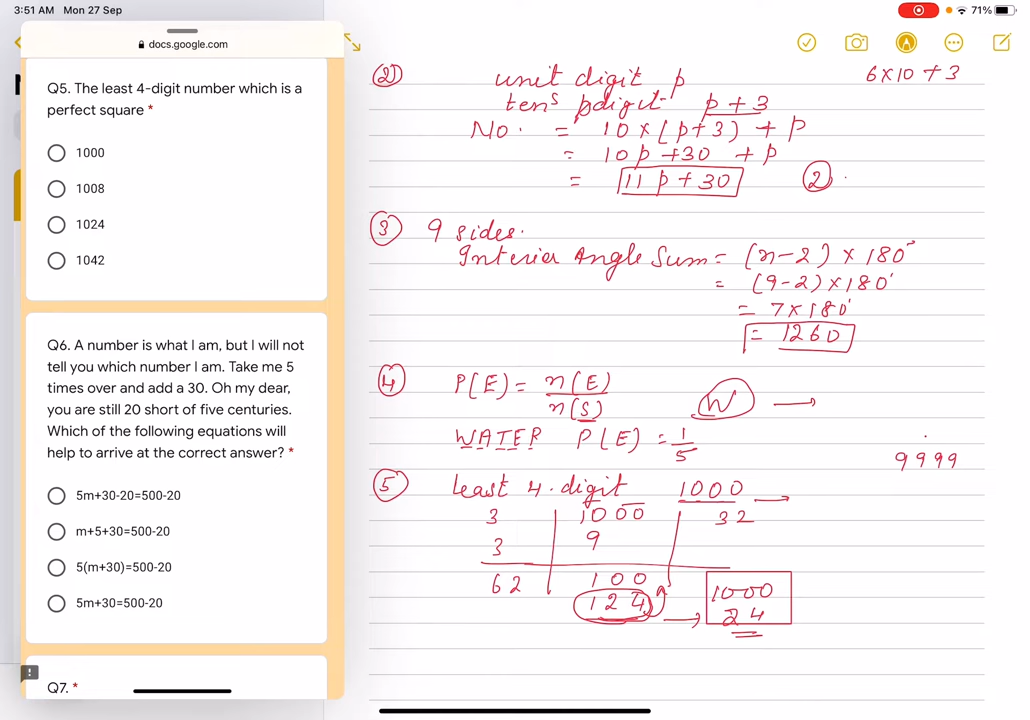 3:51 AM Mon 27 Sep
71%
docs.google.com
Q5. The least 4-digit number which is a
perfect square *
1000
1008
1024
1042
Q6. A number is what I am, but I will not
tell you which number I am. Take me 5
times over and add a 30. Oh my dear,
you are still 20 short of five centuries.
Which of the following equations will
help to arrive at the correct answer? *
5m+30-20=500-20
m+5+30=500-20
5(m+30)=500-20
5m+30=500-20
!
Q7. *
② unit digit p
6x10 +3
tens digit p+3
No. = 10 x (p+3) + p
= 10p +30 + p
= 11p +30 ②.
③ 9 sides.
Interior Angle Sum = (n-2) x 180°
= (9-2) x 180°
= 7 x 180°
= 1260
④ P(E) = n(E)
n(S)
W →
WATER P(E) = 1
5
9999
⑤ least 4-digit 1000 →
3 | 1000 | 32
3 | 9
62 | 100
124 → 1000
24